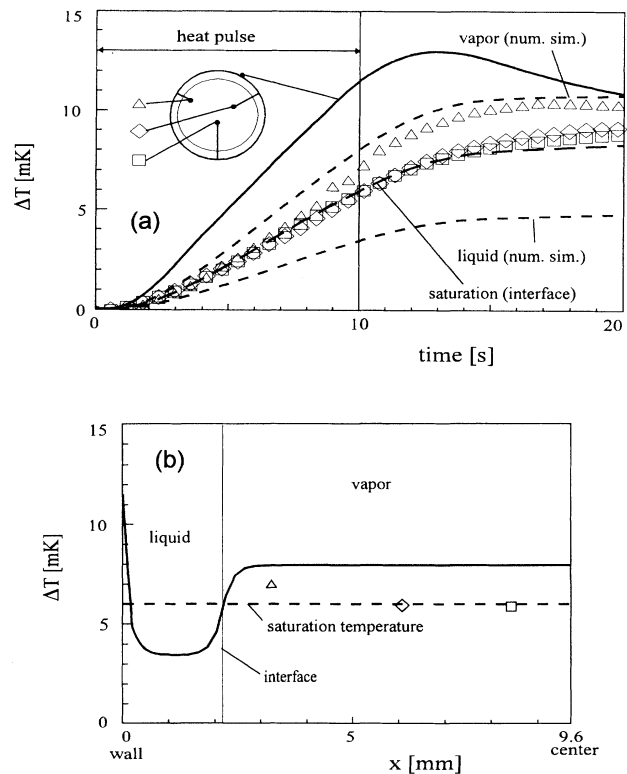 15
heat pulse
vapor (num. sim.)
10
ΔT [mK]
5
(a)
liquid (num. sim.)
saturation (interface)
0
0
10
20
time [s]
15
(b)
vapor
10
liquid
ΔT [mK]
5
saturation temperature
interface
0
0
5
9.6
wall
x [mm]
center